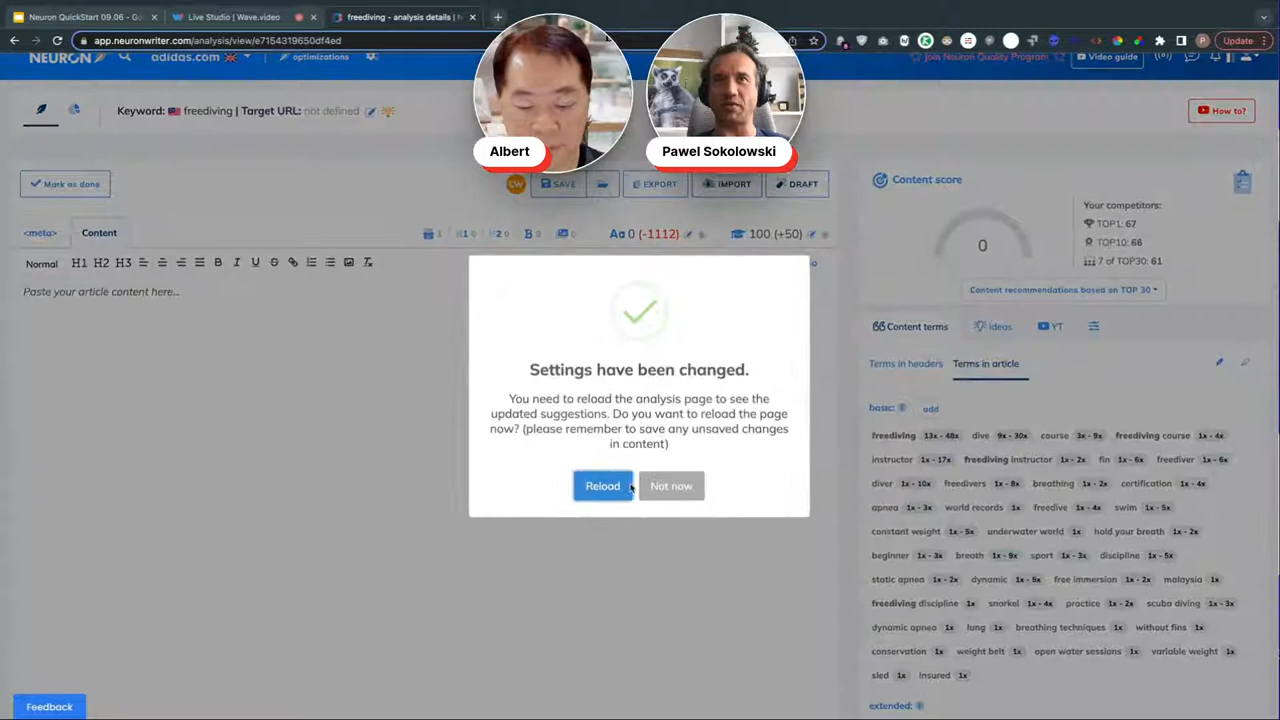 Neuron QuickStart 09.06 - Go
Live Studio | Wave.video
freediving - analysis details | N
app.neuronwriter.com/analysis/view/e7154319650df4ed
P
Update
NEURON
adidas.com
optimizations
Join Neuron Quality Program
Video guide
Keyword: freediving | Target URL: not defined
How to?
Albert
Pawel Sokolowski
Mark as done
CW
SAVE
EXPORT
IMPORT
DRAFT
Content score
<meta>
Content
1
H1 0
H2 0
B 0
0
Aa 0 (-1112)
100 (+50)
0
Your competitors:
TOP1: 67
TOP10: 66
7 of TOP30: 61
Normal H1 H2 H3 B I U S
Content recommendations based on TOP 30
Paste your article content here...
Settings have been changed.
You need to reload the analysis page to see the
updated suggestions. Do you want to reload the page
now? (please remember to save any unsaved changes
in content)
Reload
Not now
Content terms
Ideas
YT
Terms in headers
Terms in article
basic: add
freediving 13x - 48x dive 9x - 30x course 3x - 9x freediving course 1x - 4x
instructor 1x - 17x freediving instructor 1x - 2x fin 1x - 6x freediver 1x - 6x
diver 1x - 10x freedivers 1x - 8x breathing 1x - 2x certification 1x - 4x
apnea 1x - 3x world records 1x freedive 1x - 4x swim 1x - 5x
constant weight 1x - 5x underwater world 1x hold your breath 1x - 2x
beginner 1x - 3x breath 1x - 9x sport 1x - 3x discipline 1x - 5x
static apnea 1x - 2x dynamic 1x - 5x free immersion 1x - 2x malaysia 1x
freediving discipline 1x snorkel 1x - 4x practice 1x - 2x scuba diving 1x - 3x
dynamic apnea 1x lung 1x breathing techniques 1x without fins 1x
conservation 1x weight belt 1x open water sessions 1x variable weight 1x
sled 1x insured 1x
extended:
Feedback